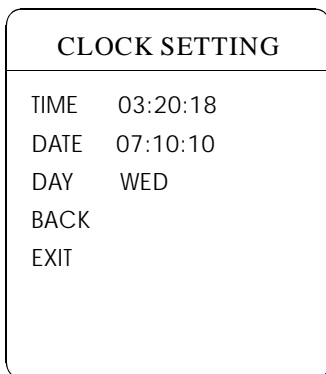 CLOCK SETTING
TIME 03:20:18
DATE 07:10:10
DAY WED
BACK
EXIT